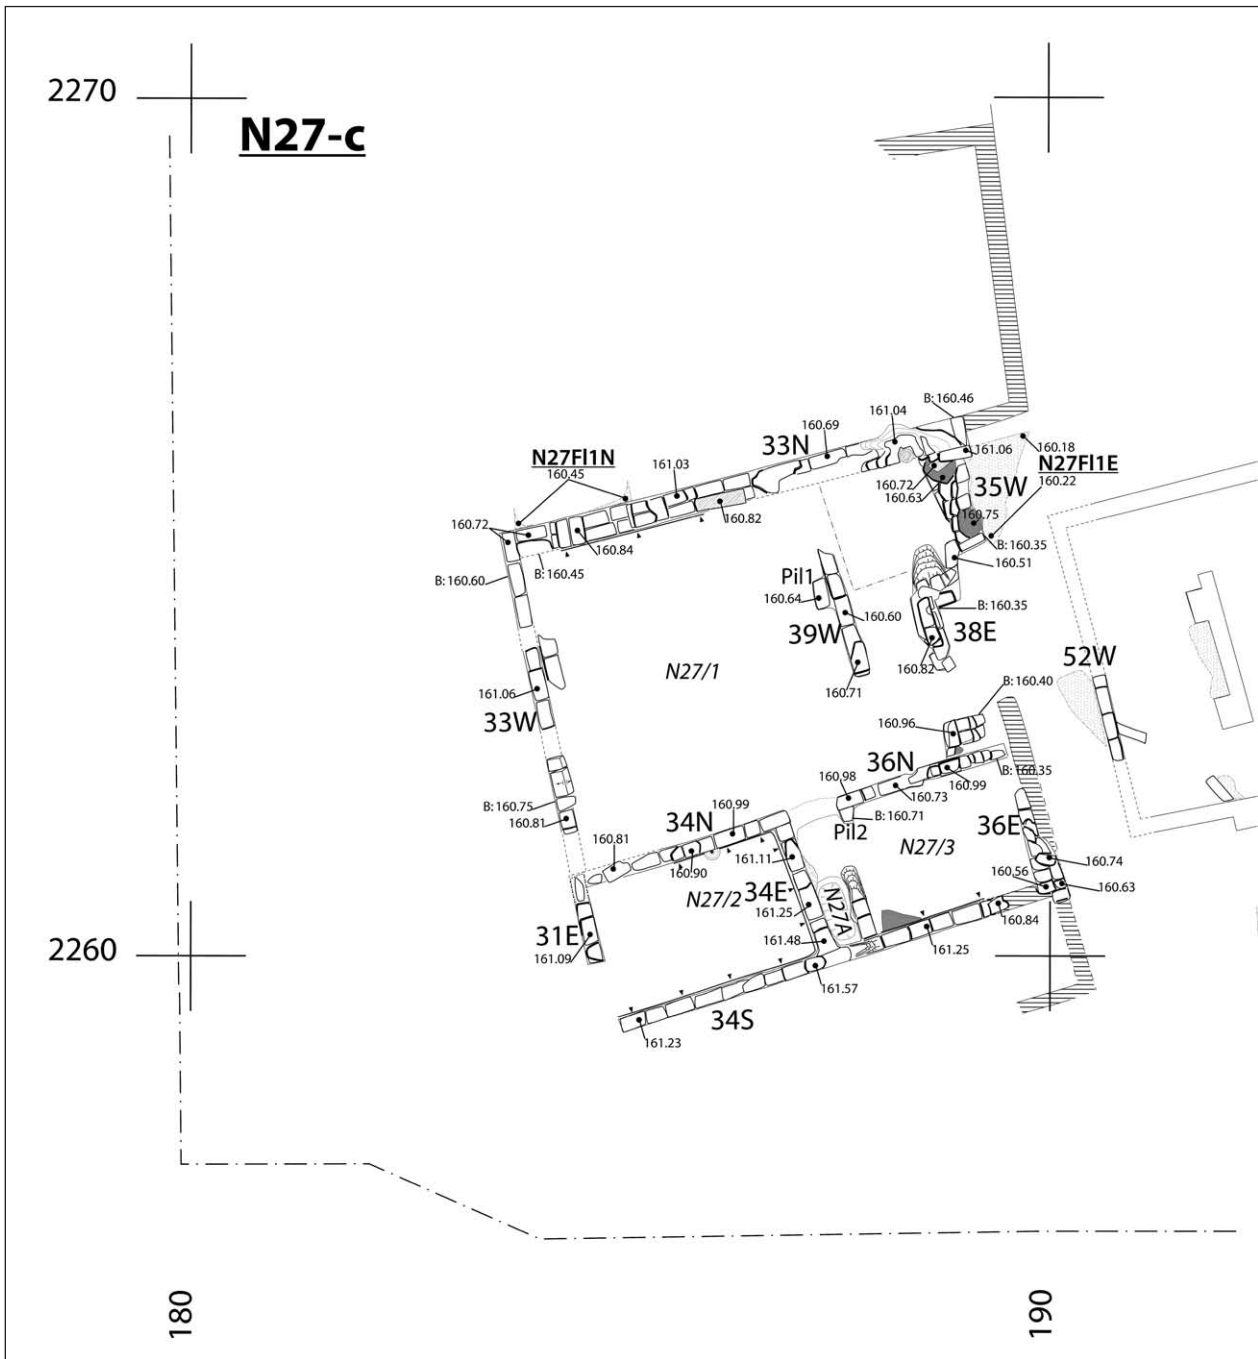 2270
N27-c
B: 160.46
161.04
160.69
33N
161.06
160.18
N27Fl1N
161.03
N27Fl1E
160.45
160.72
160.63
35W
160.22
160.72
160.82
160.75
160.84
B: 160.35
B: 160.45
160.51
B: 160.60
Pil1
160.64
160.60
B: 160.35
39W
38E
N27/1
160.82
52W
160.71
B: 160.40
161.06
33W
160.96
36N
160.98
B: 160.35
160.99
160.73
B: 160.75
160.99
34N
B: 160.71
36E
160.81
Pil2
160.81
161.11
N27/3
160.90
160.74
34E
160.56
N27/2
160.63
161.25
N27A
160.84
31E
161.48
2260
161.25
161.09
161.57
34S
161.23
180
190